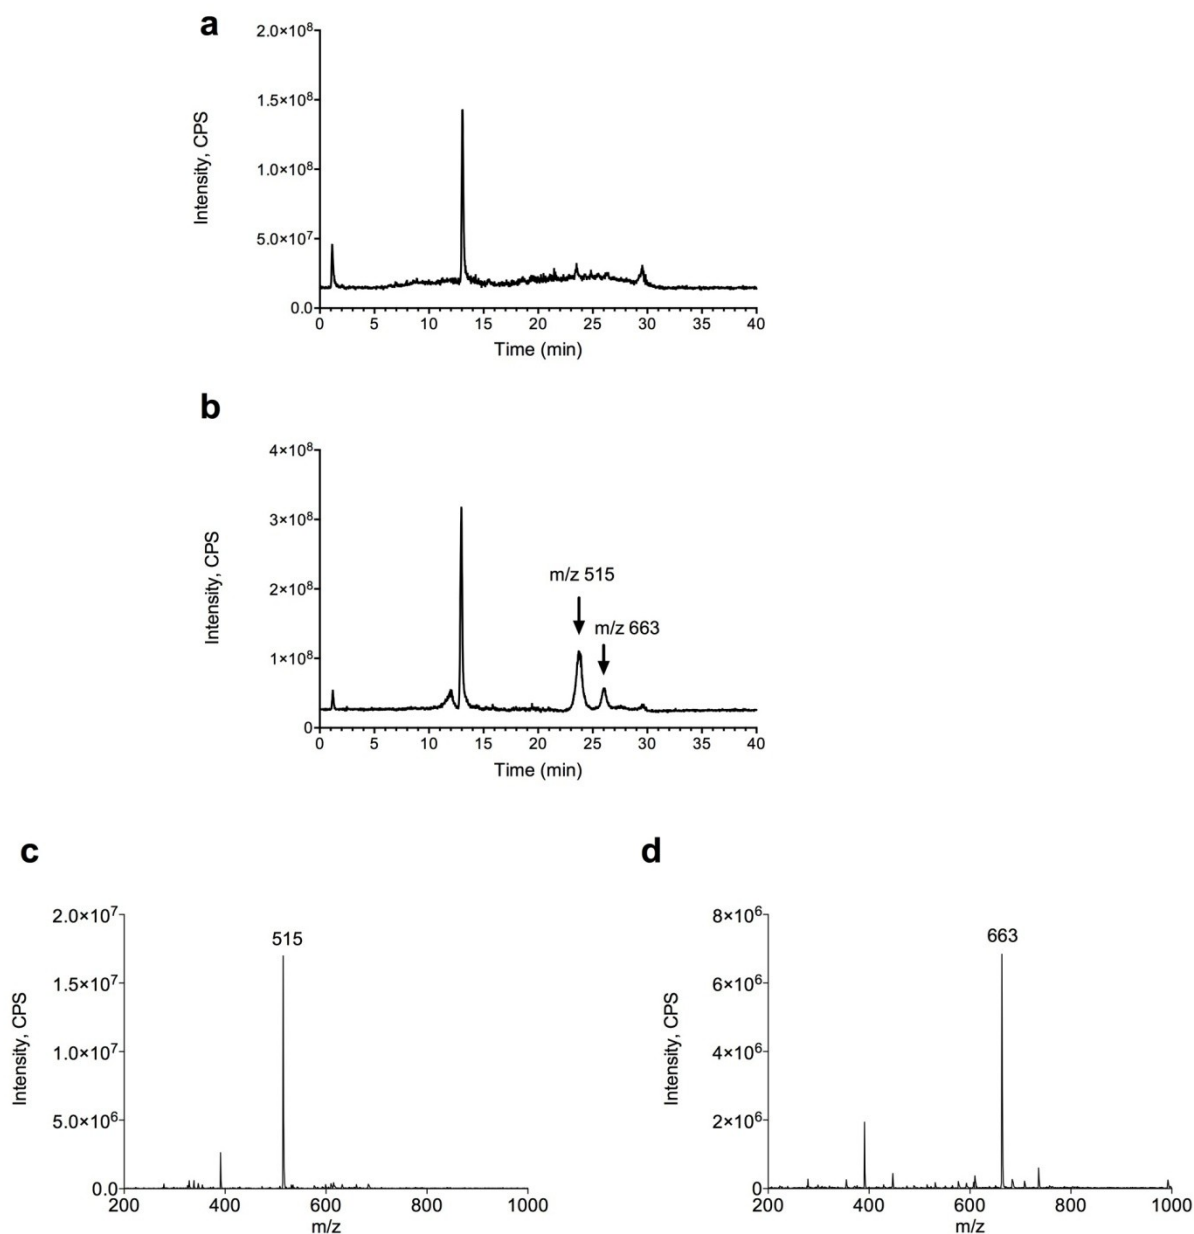 a
2.0×10⁸
1.5×10⁸
1.0×10⁸
5.0×10⁷
0.0
Intensity, CPS
0 5 10 15 20 25 30 35 40
Time (min)
b
4×10⁸
3×10⁸
2×10⁸
1×10⁸
0
Intensity, CPS
m/z 515
m/z 663
0 5 10 15 20 25 30 35 40
Time (min)
c
2.0×10⁷
1.5×10⁷
1.0×10⁷
5.0×10⁶
0.0
Intensity, CPS
515
200 400 600 800 1000
m/z
d
8×10⁶
6×10⁶
4×10⁶
2×10⁶
0
Intensity, CPS
663
200 400 600 800 1000
m/z